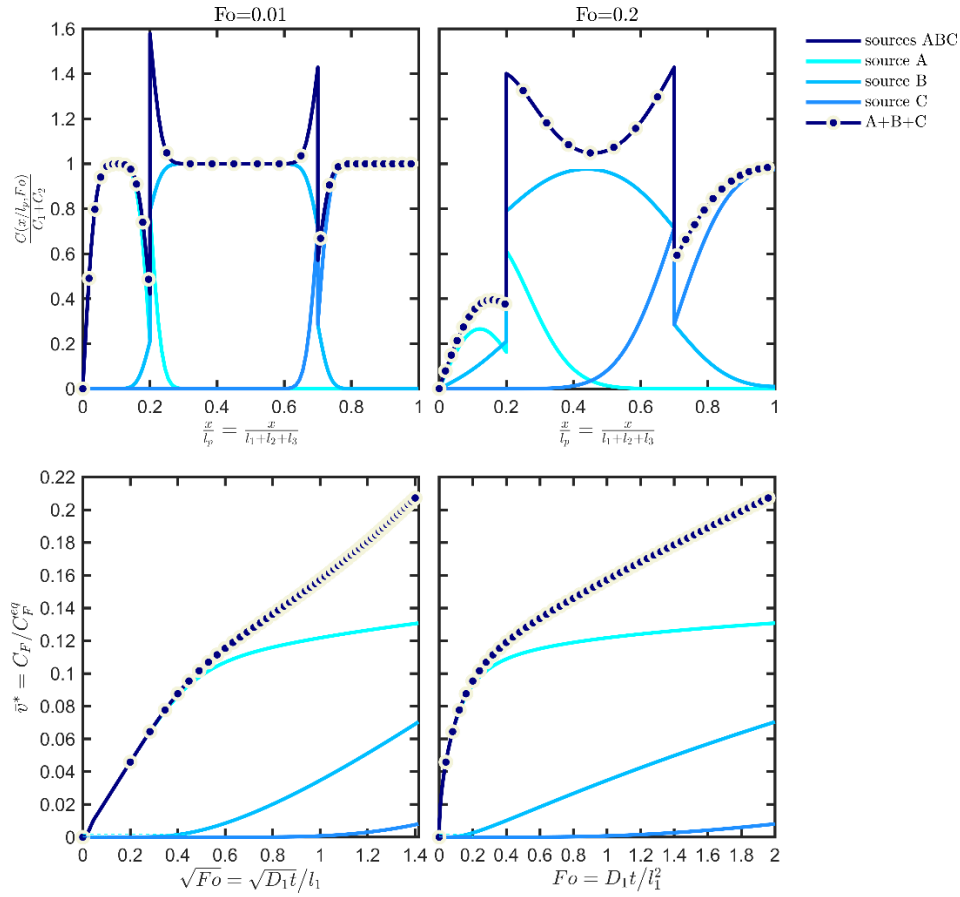 Fo=0.01
Fo=0.2
sources ABC
source A
source B
source C
A+B+C
C(x/l_p,Fo)
C_1+C_2
1.6
1.4
1.2
1
0.8
0.6
0.4
0.2
0
0 0.2 0.4 0.6 0.8 1
0 0.2 0.4 0.6 0.8 1
x/l_p = x/(l_1+l_2+l_3)
x/l_p = x/(l_1+l_2+l_3)
0.22
0.2
0.18
0.16
0.14
0.12
0.1
0.08
0.06
0.04
0.02
0
v̄* = C_F/C_F^{eq}
0 0.2 0.4 0.6 0.8 1 1.2 1.4
0 0.2 0.4 0.6 0.8 1 1.2 1.4 1.6 1.8 2
√Fo = √D_1t/l_1
Fo = D_1t/l_1^2